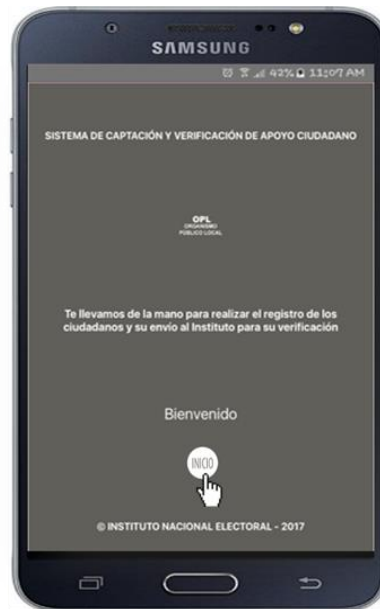 SAMSUNG
42% 11:07 AM
SISTEMA DE CAPTACIÓN Y VERIFICACIÓN DE APOYO CIUDADANO
OPL
ORGANISMO
PÚBLICO LOCAL
Te llevamos de la mano para realizar el registro de los
ciudadanos y su envío al Instituto para su verificación
Bienvenido
INICIO
© INSTITUTO NACIONAL ELECTORAL - 2017